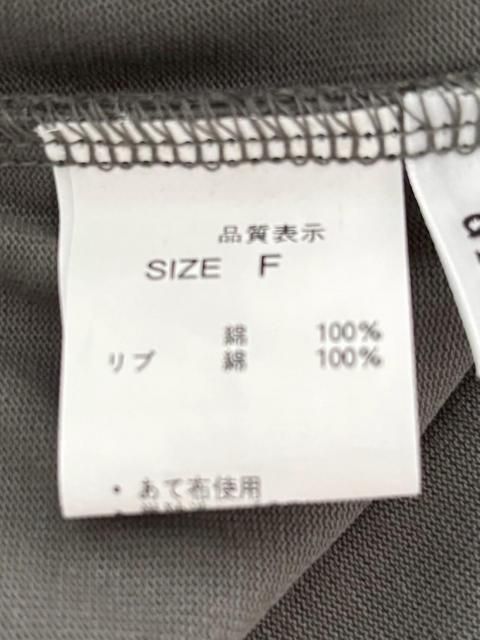 品質表示
SIZE F
綿 100%
リブ 綿 100%
・あて布使用